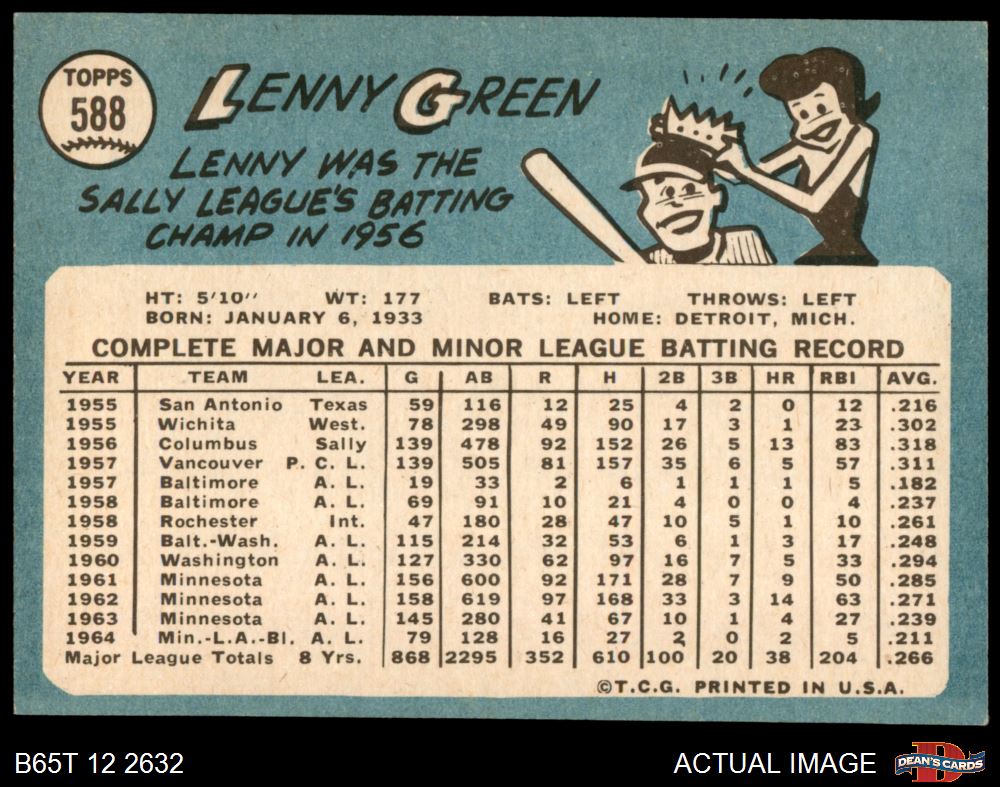 TOPPS
588
LENNY GREEN
LENNY WAS THE
SALLY LEAGUE'S BATTING
CHAMP IN 1956
HT: 5'10" WT: 177 BATS: LEFT THROWS: LEFT
BORN: JANUARY 6, 1933 HOME: DETROIT, MICH.
COMPLETE MAJOR AND MINOR LEAGUE BATTING RECORD
YEAR TEAM LEA. G AB R H 2B 3B HR RBI AVG.
1955 San Antonio Texas 59 116 12 25 4 2 0 12 .216
1955 Wichita West. 78 298 49 90 17 3 1 23 .302
1956 Columbus Sally 139 478 92 152 26 5 13 83 .318
1957 Vancouver P. C. L. 139 505 81 157 35 6 5 57 .311
1957 Baltimore A. L. 19 33 2 6 1 1 1 5 .182
1958 Baltimore A. L. 69 91 10 21 4 0 0 4 .237
1958 Rochester Int. 47 180 28 47 10 5 1 10 .261
1959 Balt.-Wash. A. L. 115 214 32 53 6 1 3 17 .248
1960 Washington A. L. 127 330 62 97 16 7 5 33 .294
1961 Minnesota A. L. 156 600 92 171 28 7 9 50 .285
1962 Minnesota A. L. 158 619 97 168 33 3 14 63 .271
1963 Minnesota A. L. 145 280 41 67 10 1 4 27 .239
1964 Min.-L.A.-Bl. A. L. 79 128 16 27 2 0 2 5 .211
Major League Totals 8 Yrs. 868 2295 352 610 100 20 38 204 .266
©T.C.G. PRINTED IN U.S.A.
B65T 12 2632 ACTUAL IMAGE DEAN'S CARDS